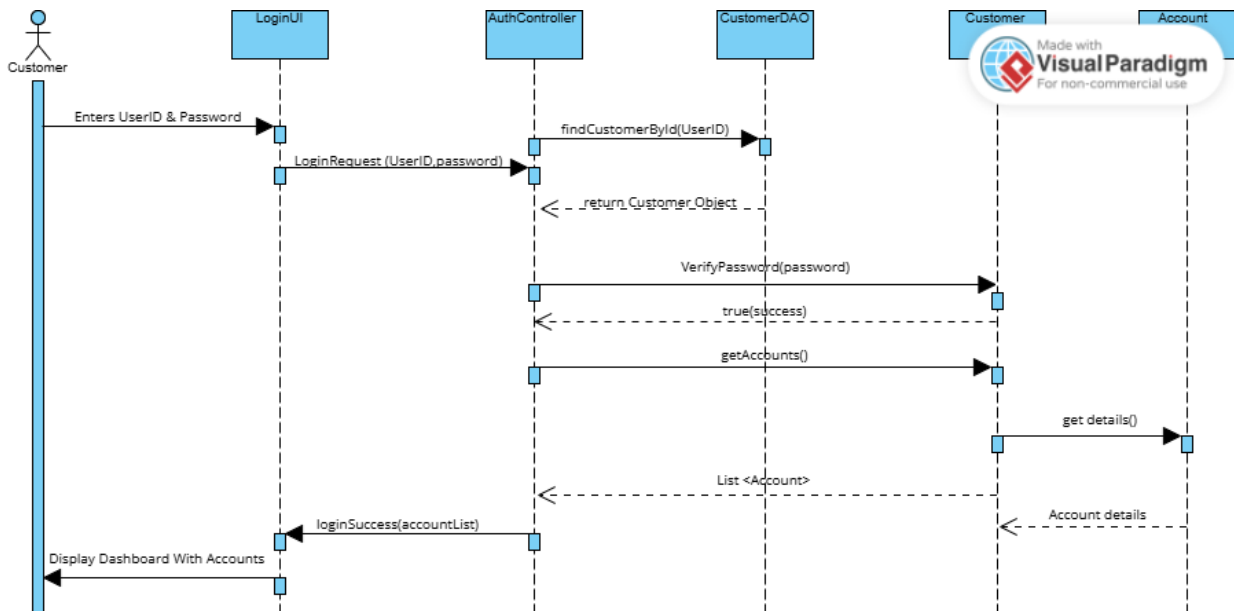 LoginUI
AuthController
CustomerDAO
Customer
Account
Made with
VisualParadigm
For non-commercial use
Customer
Enters UserID & Password
findCustomerById(UserID)
LoginRequest (UserID,password)
return Customer Object
VerifyPassword(password)
true(success)
getAccounts()
get details()
List <Account>
Account details
loginSuccess(accountList)
Display Dashboard With Accounts